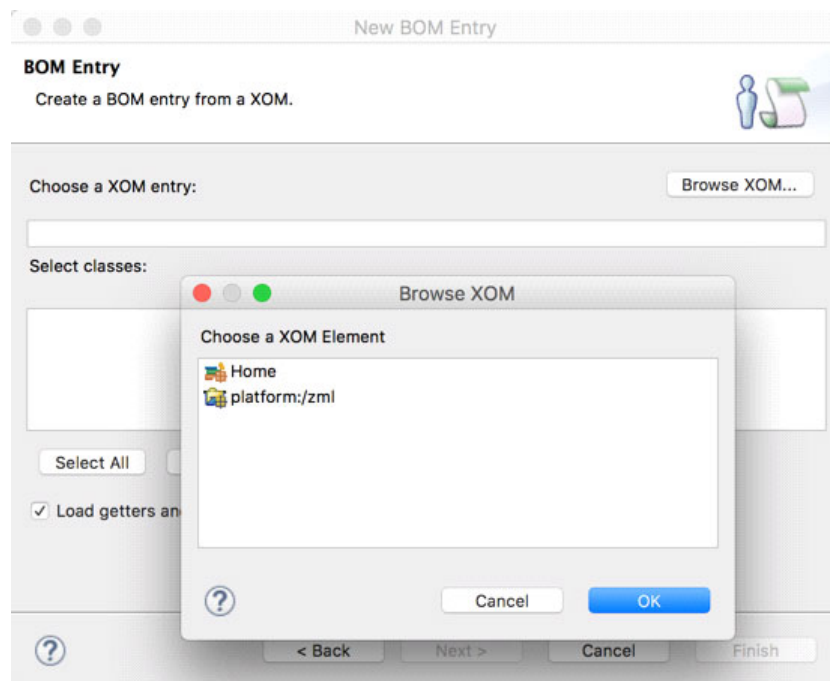 New BOM Entry
BOM Entry
Create a BOM entry from a XOM.
Choose a XOM entry:
Browse XOM...
Select classes:
Browse XOM
Choose a XOM Element
Home
platform:/zml
Select All
Load getters an
Cancel
OK
< Back
Next >
Cancel
Finish